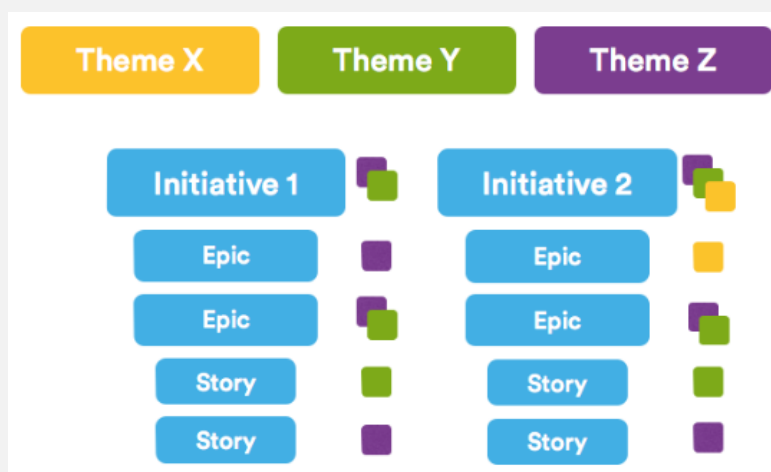 Theme X Theme Y Theme Z
Initiative 1 Initiative 2
Epic Epic
Epic Epic
Story Story
Story Story